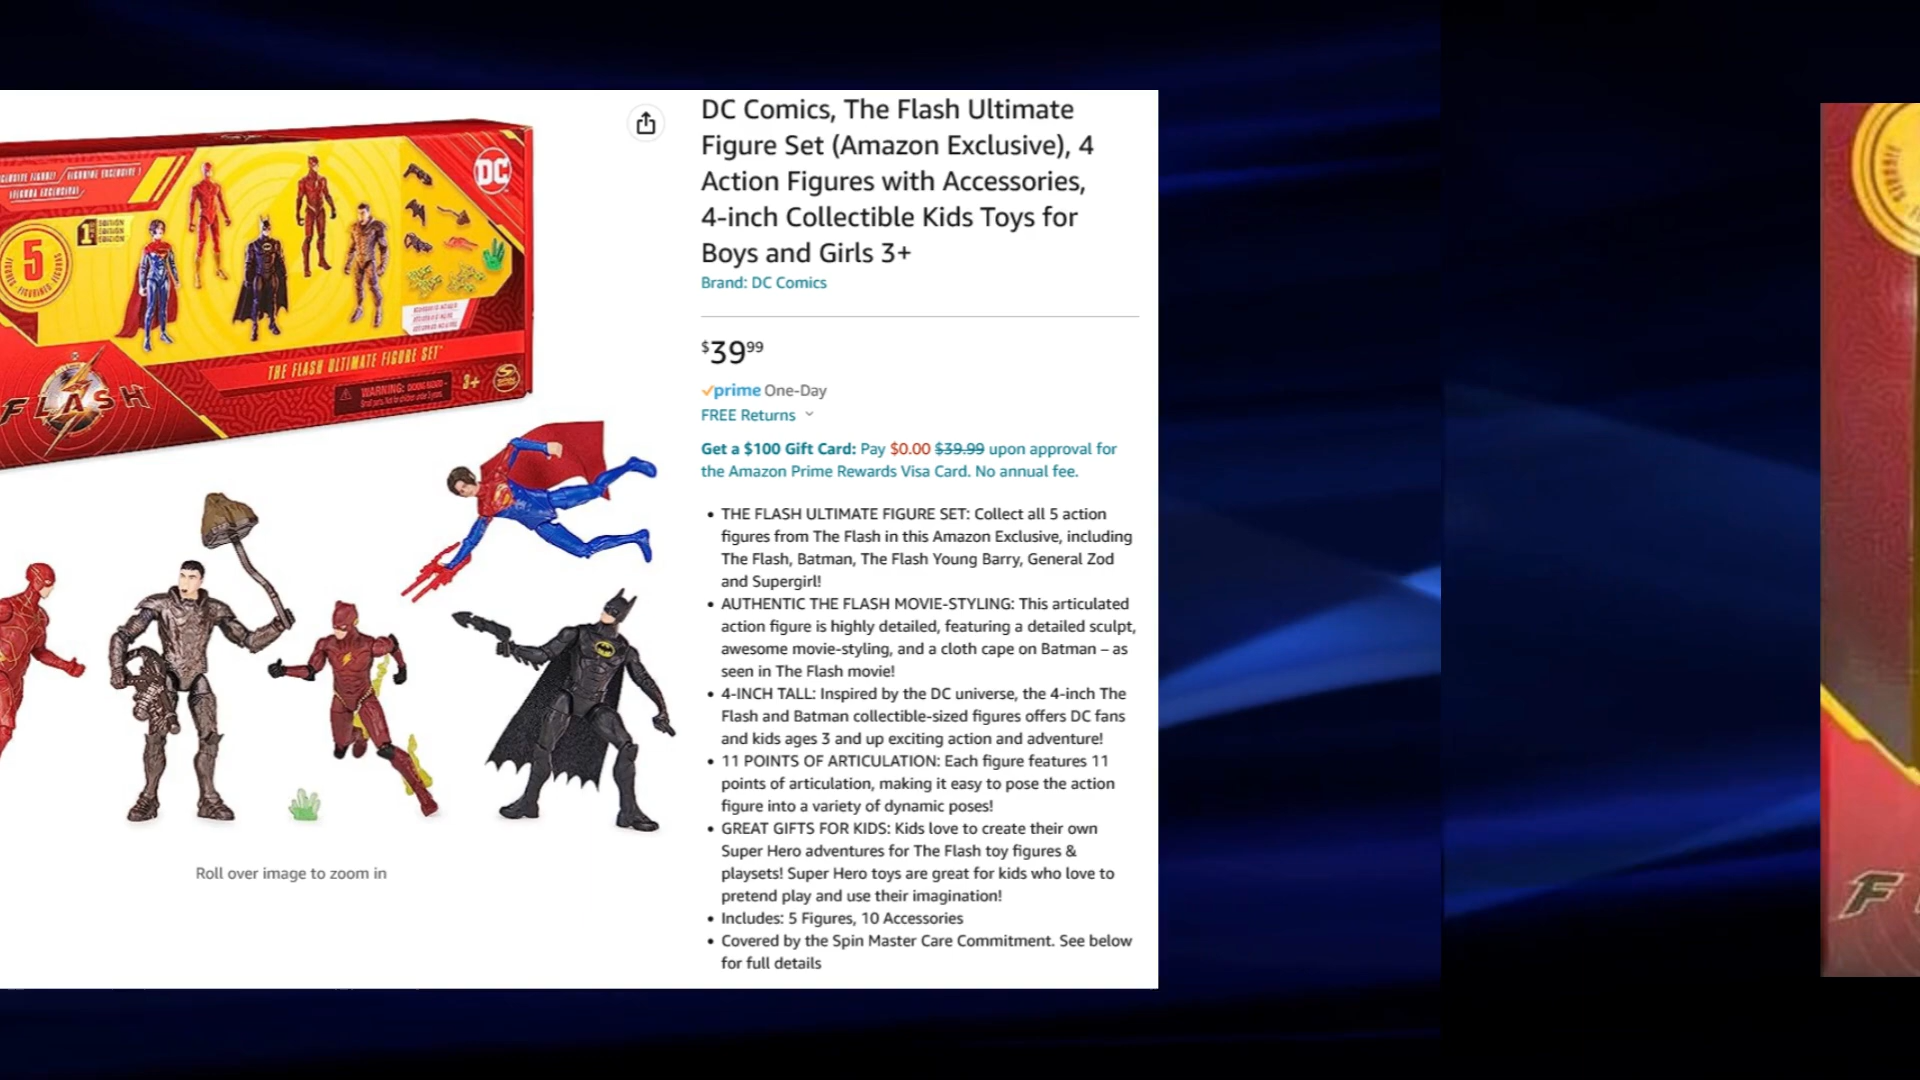 DC Comics, The Flash Ultimate
Figure Set (Amazon Exclusive), 4
Action Figures with Accessories,
4-inch Collectible Kids Toys for
Boys and Girls 3+
Brand: DC Comics
$39 99
prime One-Day
FREE Returns
Get a $100 Gift Card: Pay $0.00 $39.99 upon approval for
the Amazon Prime Rewards Visa Card. No annual fee.
• THE FLASH ULTIMATE FIGURE SET: Collect all 5 action
figures from The Flash in this Amazon Exclusive, including
The Flash, Batman, The Flash Young Barry, General Zod
and Supergirl!
• AUTHENTIC THE FLASH MOVIE-STYLING: This articulated
action figure is highly detailed, featuring a detailed sculpt,
awesome movie-styling, and a cloth cape on Batman – as
seen in The Flash movie!
• 4-INCH TALL: Inspired by the DC universe, the 4-inch The
Flash and Batman collectible-sized figures offers DC fans
and kids ages 3 and up exciting action and adventure!
• 11 POINTS OF ARTICULATION: Each figure features 11
points of articulation, making it easy to pose the action
figure into a variety of dynamic poses!
• GREAT GIFTS FOR KIDS: Kids love to create their own
Super Hero adventures for The Flash toy figures &
playsets! Super Hero toys are great for kids who love to
pretend play and use their imagination!
• Includes: 5 Figures, 10 Accessories
• Covered by the Spin Master Care Commitment. See below
for full details
DC
1st EDITION
EDITION
EDICIÓN
5
THE FLASH ULTIMATE FIGURE SET
WARNING:
3+
FLASH
Roll over image to zoom in
F